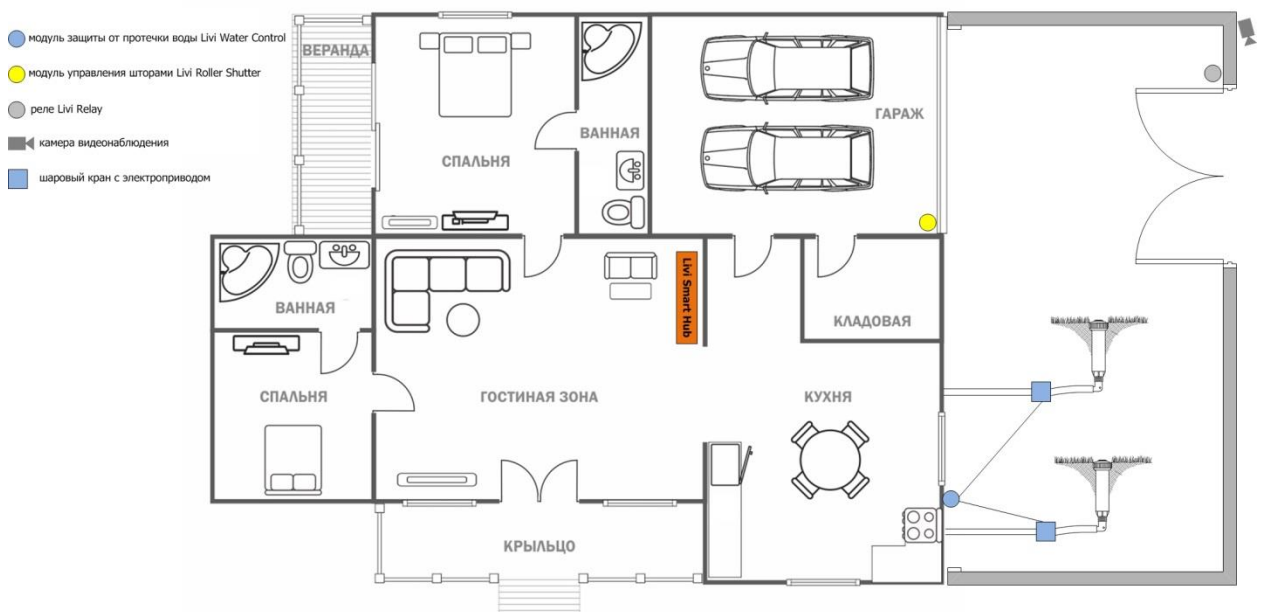 модуль защиты от протечки воды Livi Water Control
модуль управления шторами Livi Roller Shutter
реле Livi Relay
камера видеонаблюдения
шаровый кран с электроприводом
ВЕРАНДА
СПАЛЬНЯ
ВАННАЯ
ГАРАЖ
ВАННАЯ
Livi Smart Hub
КЛАДОВАЯ
СПАЛЬНЯ
ГОСТИНАЯ ЗОНА
КУХНЯ
КРЫЛЬЦО